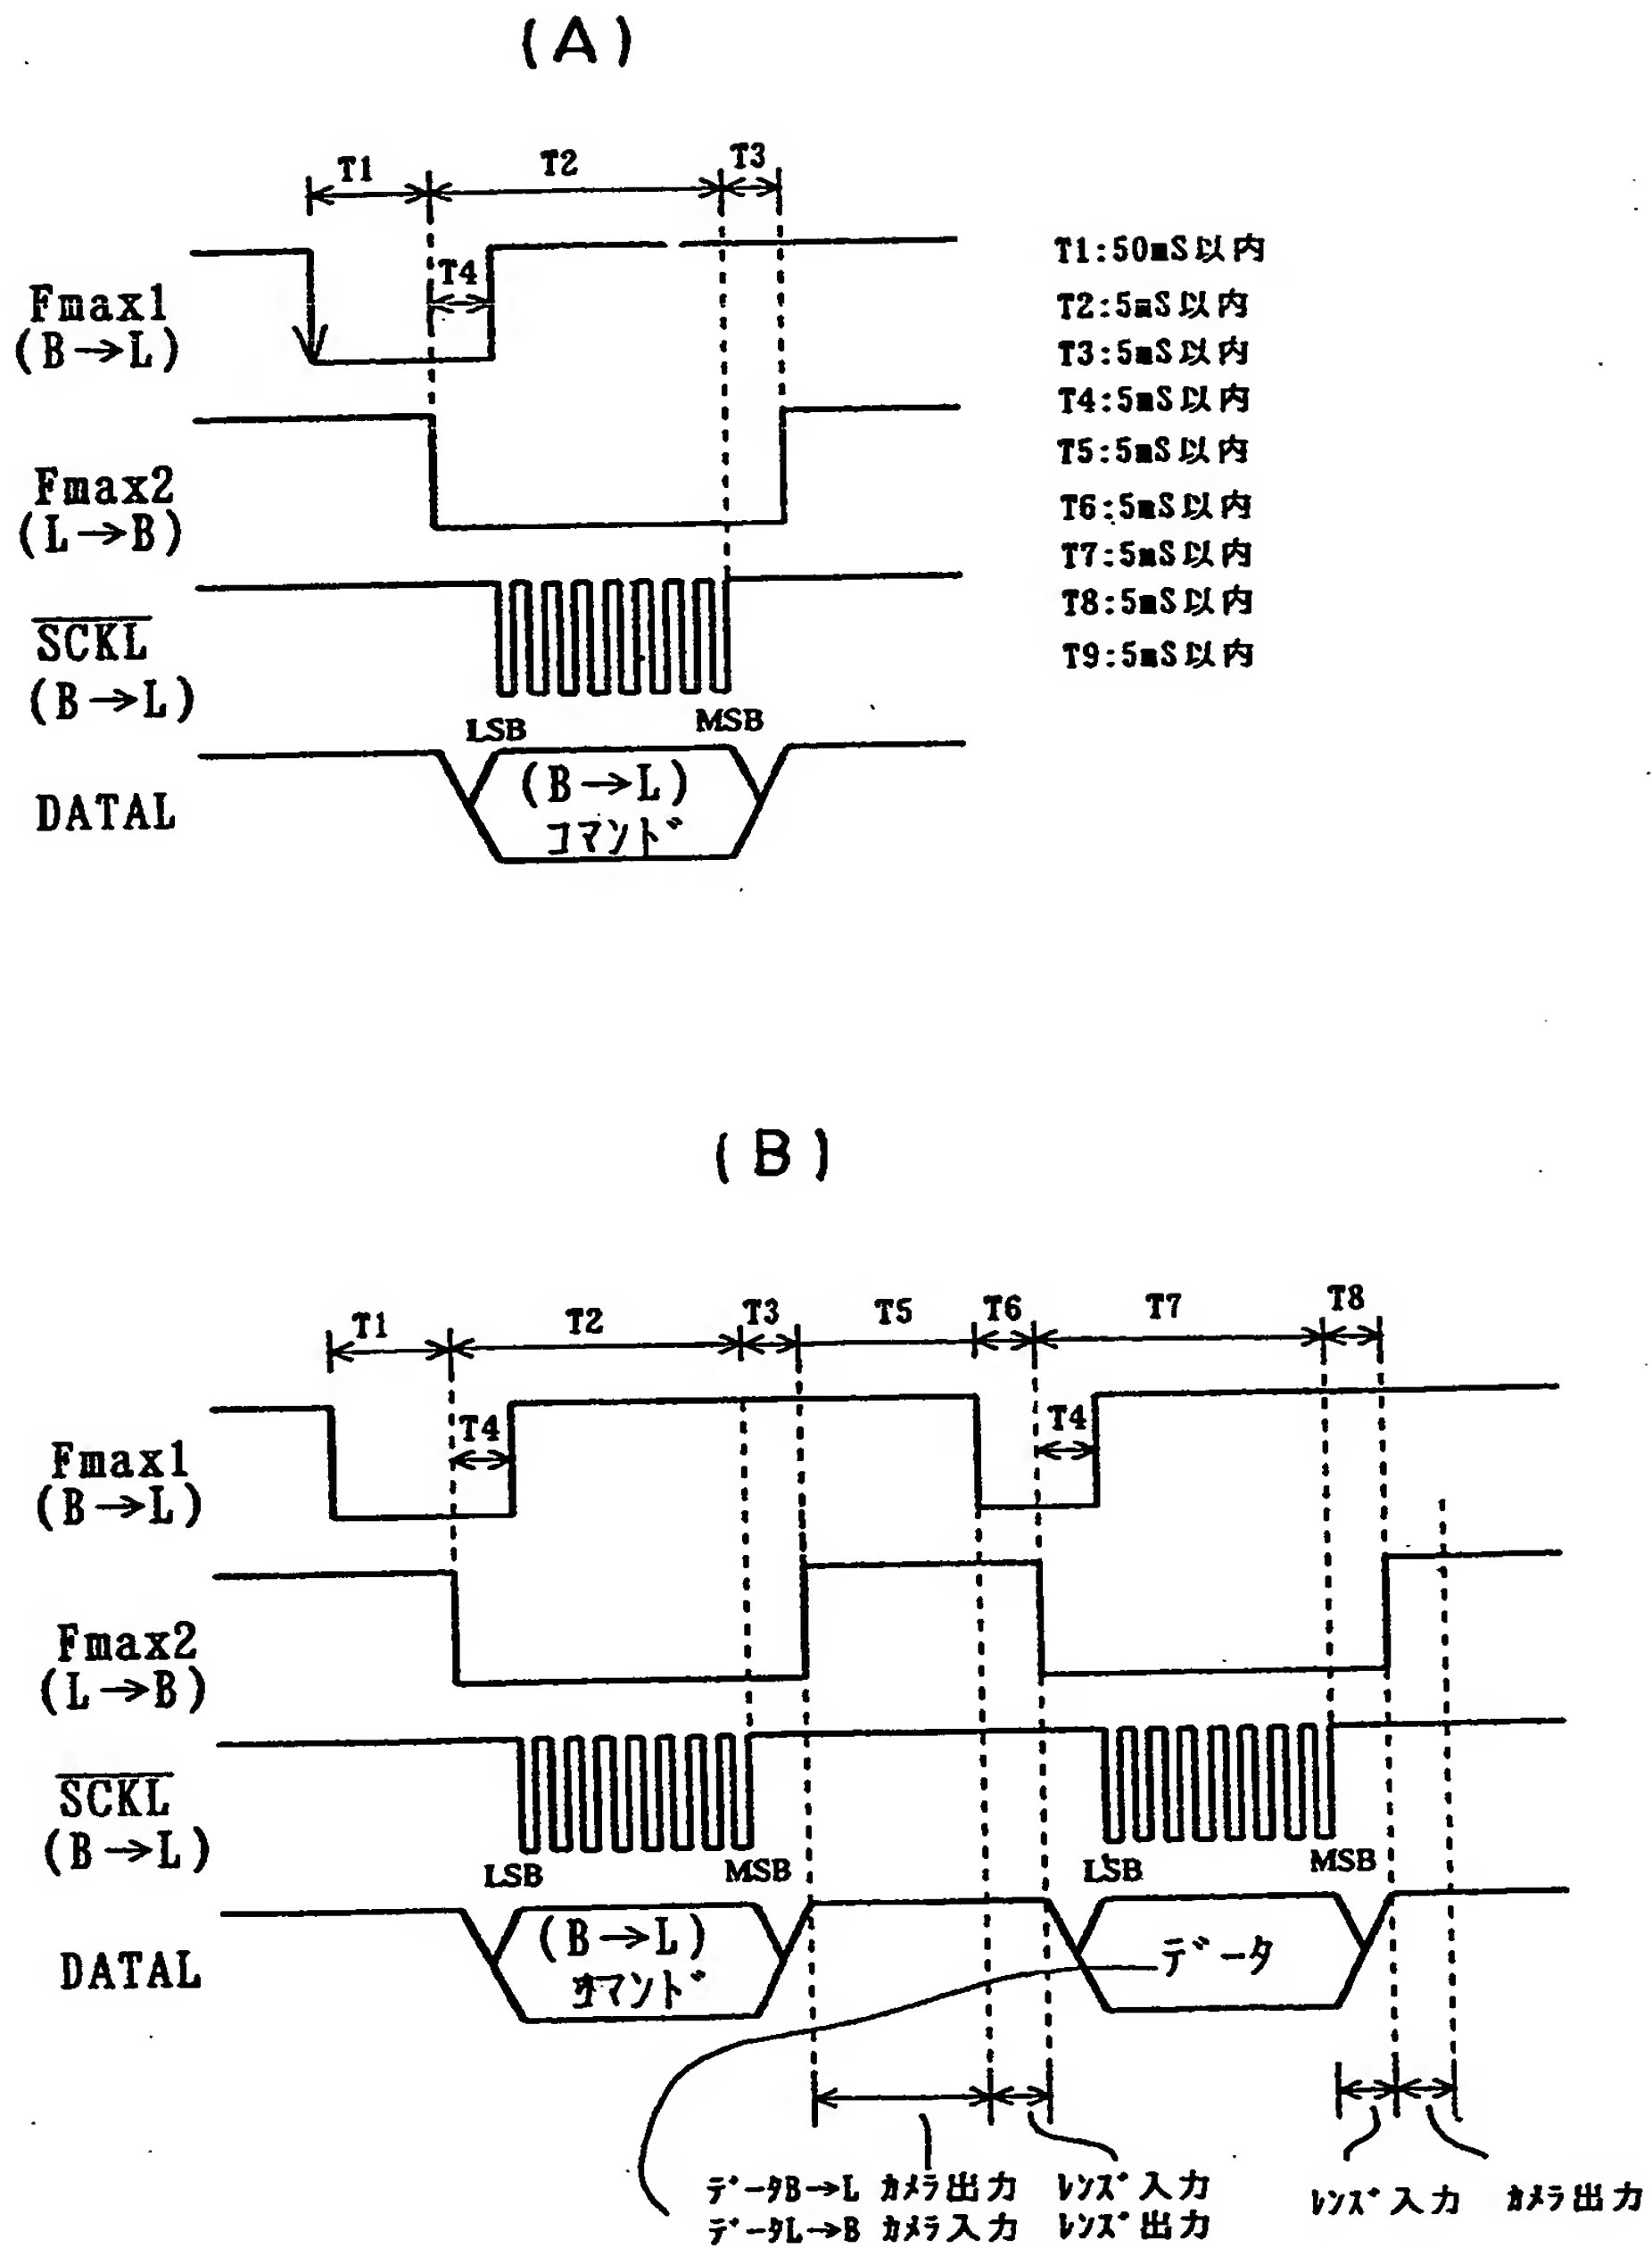 (A)
T1 T2 T3
T4
Fmax1
(B→L)
Fmax2
(L→B)
SCKL
(B→L)
LSB MSB
DATAL
(B→L)
コマンド
T1:50mS以内
T2:5mS以内
T3:5mS以内
T4:5mS以内
T5:5mS以内
T6:5mS以内
T7:5mS以内
T8:5mS以内
T9:5mS以内
(B)
T1 T2 T3 T5 T6 T7 T8
T4 T4
Fmax1
(B→L)
Fmax2
(L→B)
SCKL
(B→L)
LSB MSB LSB MSB
DATAL
(B→L)
コマンド
データ
データB→L カメラ出力 レンズ入力
データL→B カメラ入力 レンズ出力
レンズ入力 カメラ出力